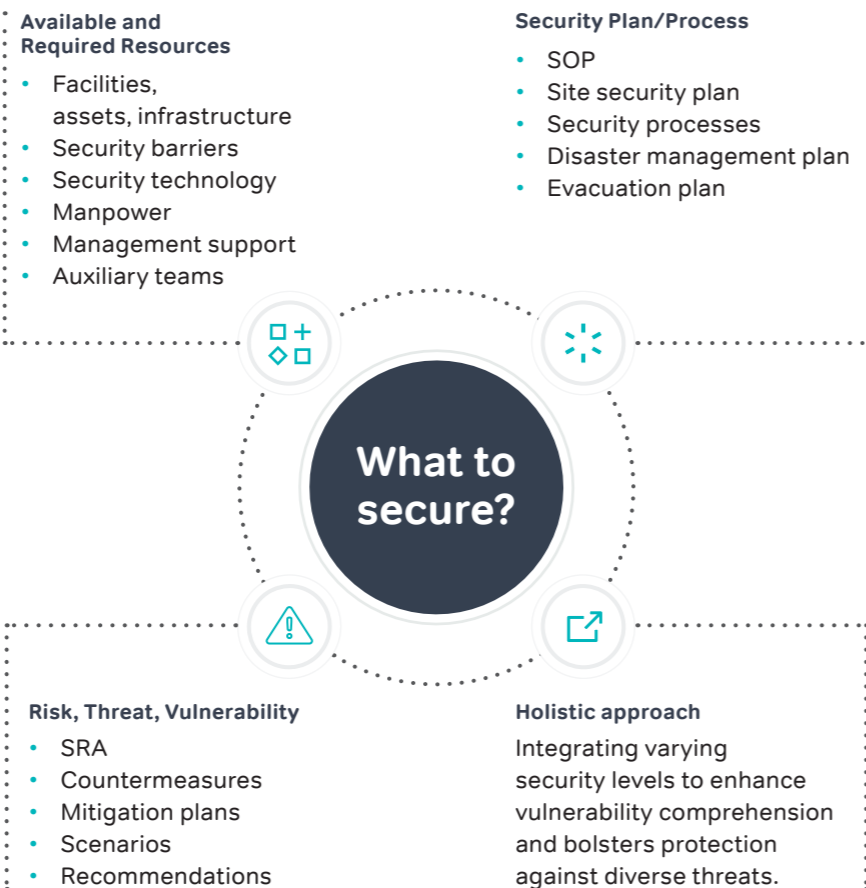 Available and
Required Resources
• Facilities,
assets, infrastructure
• Security barriers
• Security technology
• Manpower
• Management support
• Auxiliary teams
Security Plan/Process
• SOP
• Site security plan
• Security processes
• Disaster management plan
• Evacuation plan
What to
secure?
Risk, Threat, Vulnerability
• SRA
• Countermeasures
• Mitigation plans
• Scenarios
• Recommendations
Holistic approach
Integrating varying
security levels to enhance
vulnerability comprehension
and bolsters protection
against diverse threats.